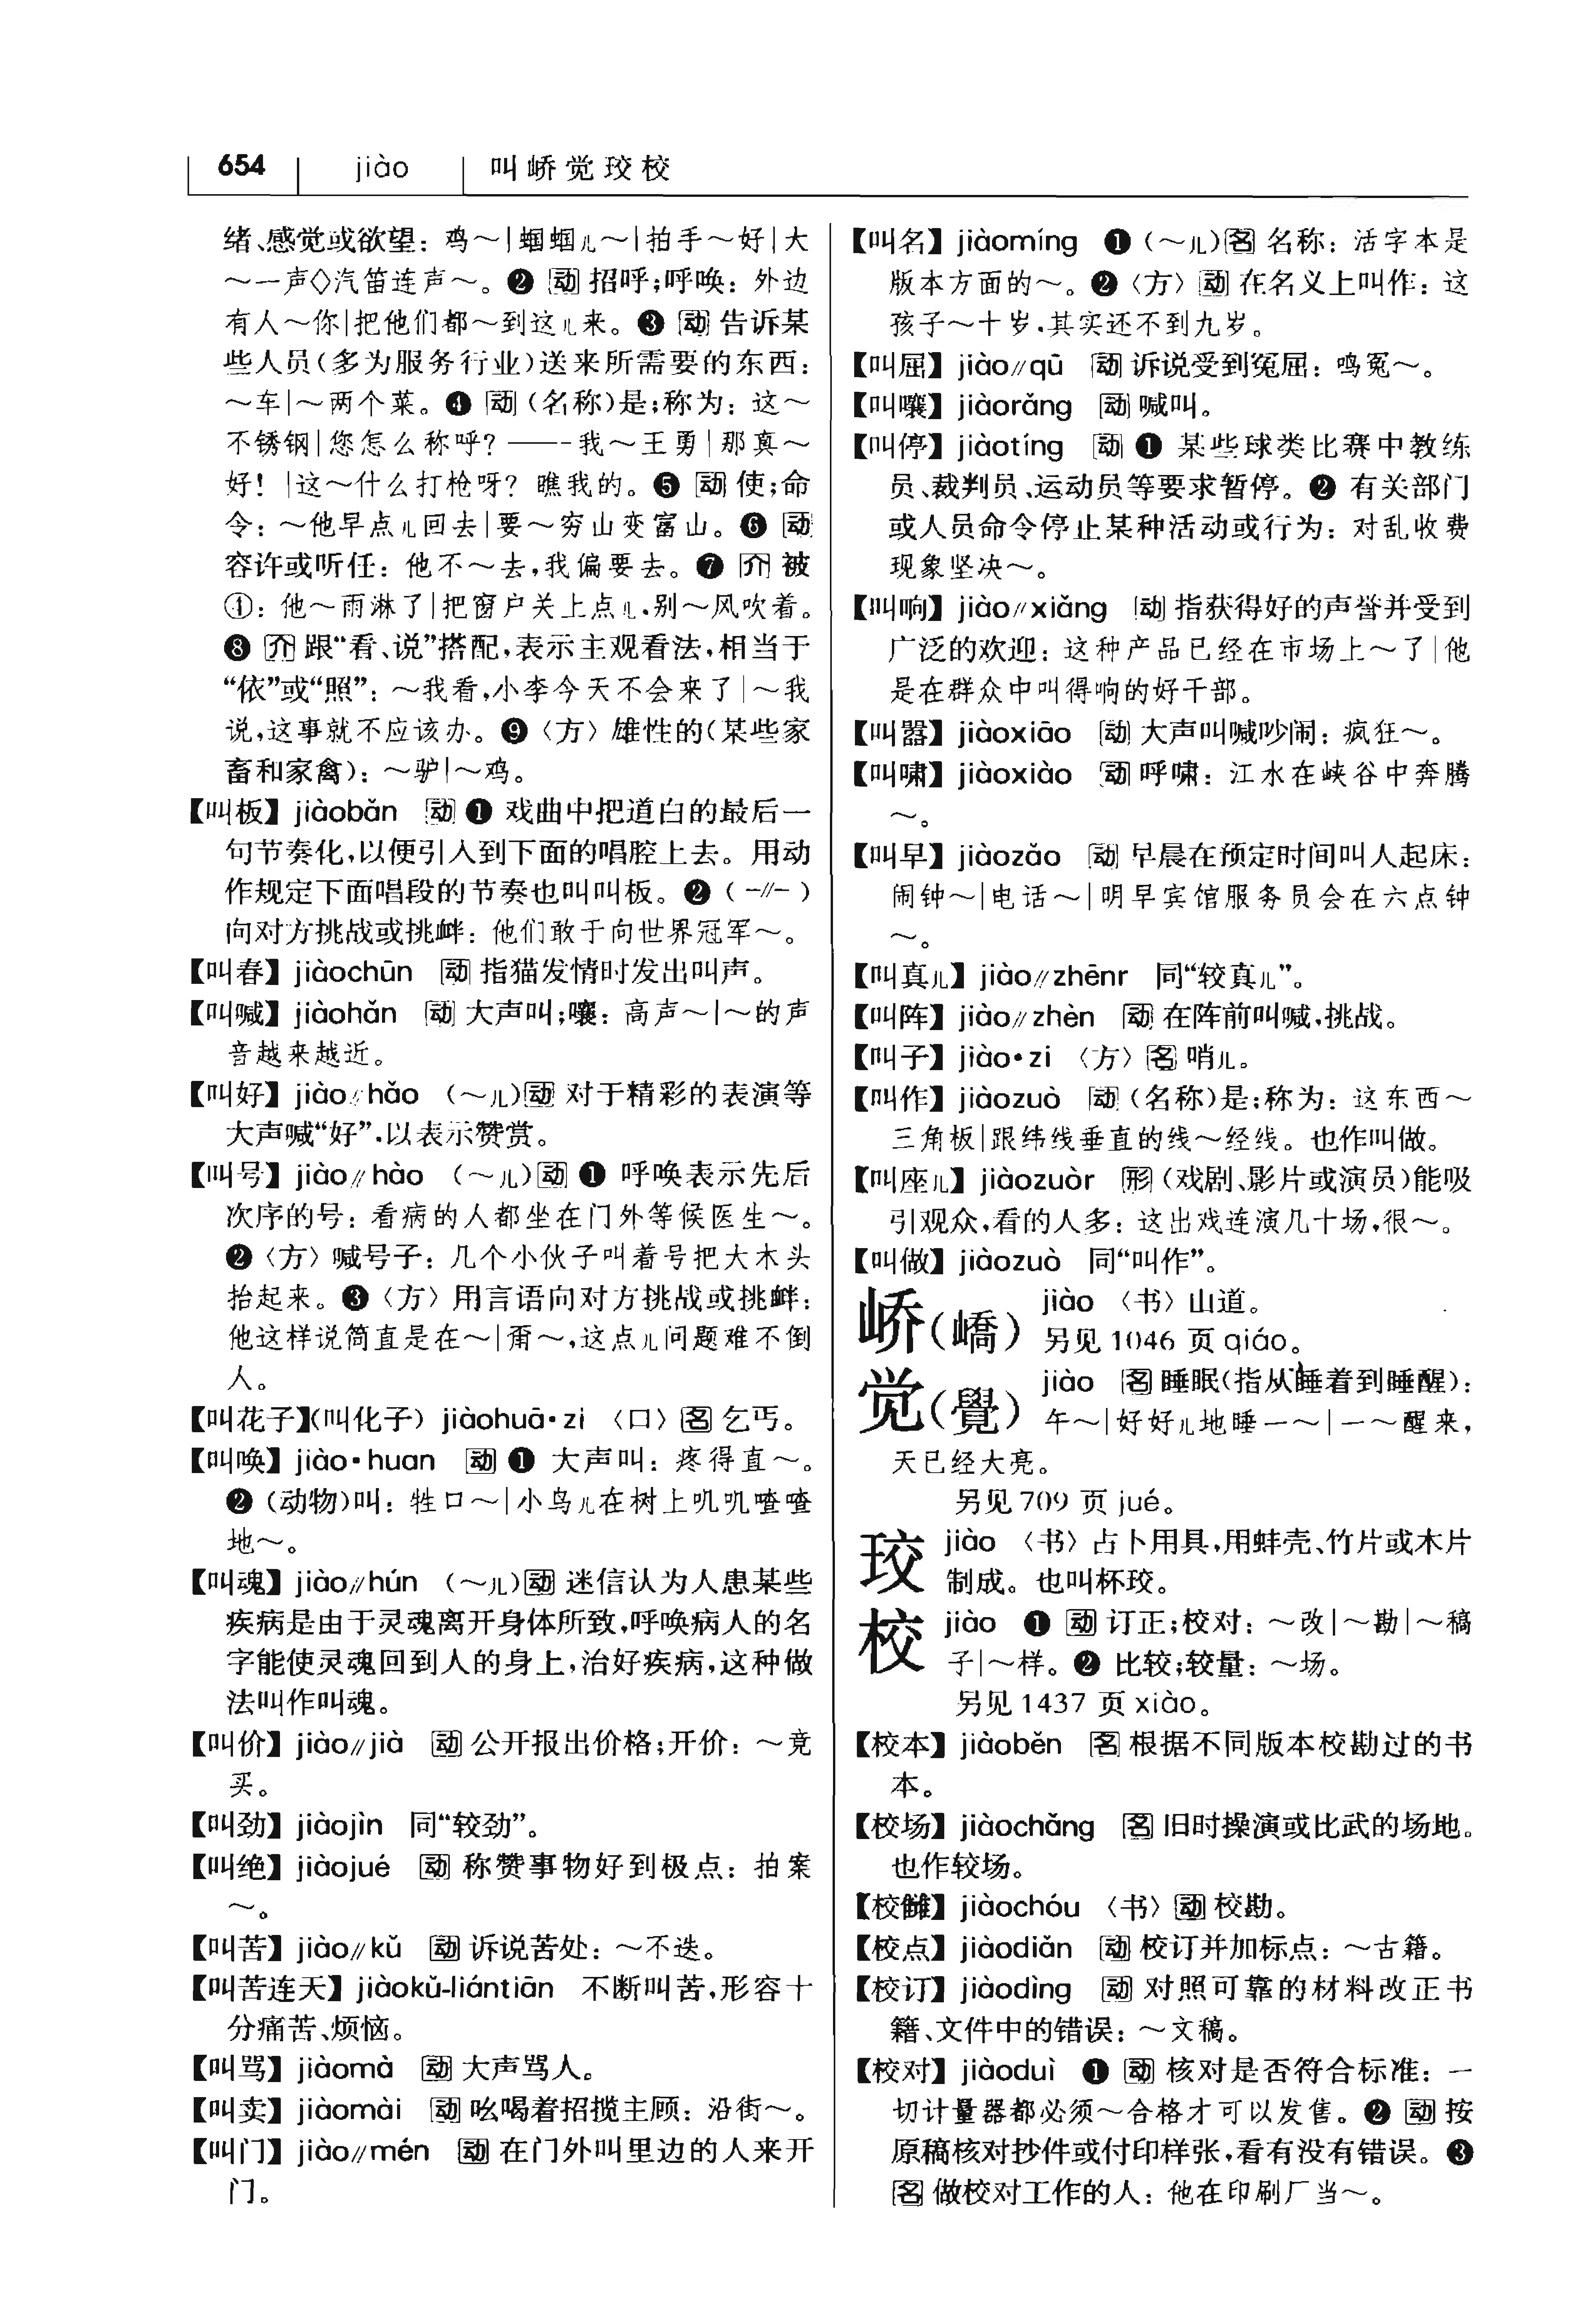 654 jiào 叫峤觉珓校
绪、感觉或欲望：鸡～|蝈蝈儿～|拍手～好|大
～一声◇汽笛连声～。❷ 动 招呼；呼唤：外边
有人～你|把他们都～到这儿来。❸ 动 告诉某
些人员(多为服务行业)送来所需要的东西：
～车|～两个菜。❹ 动 (名称)是；称为：这～
不锈钢|您怎么称呼？——我～王勇|那真～
好！|这～什么打枪呀？瞧我的。❺ 动 使；命
令：～他早点儿回去|要～穷山变富山。❻ 动
容许或听任：他不～去，我偏要去。❼ 介 被
④：他～雨淋了|把窗户关上点儿，别～风吹着。
❽ 介 跟“看、说”搭配，表示主观看法，相当于
“依”或“照”：～我看，小李今天不会来了|～我
说，这事就不应该办。❾〈方〉雄性的(某些家
畜和家禽)：～驴|～鸡。
【叫板】jiàobǎn 动 ❶ 戏曲中把道白的最后一
句节奏化，以便引入到下面的唱腔上去。用动
作规定下面唱段的节奏也叫叫板。❷ (-//-)
向对方挑战或挑衅：他们敢于向世界冠军～。
【叫春】jiàochūn 动 指猫发情时发出叫声。
【叫喊】jiàohǎn 动 大声叫；嚷：高声～|～的声
音越来越近。
【叫好】jiào//hǎo (～儿)动 对于精彩的表演等
大声喊“好”，以表示赞赏。
【叫号】jiào//hào (～儿)动 ❶ 呼唤表示先后
次序的号：看病的人都坐在门外等候医生～。
❷〈方〉喊号子：几个小伙子叫着号把大木头
抬起来。❸〈方〉用言语向对方挑战或挑衅：
他这样说简直是在～|甭～，这点儿问题难不倒
人。
【叫花子】(叫化子) jiàohuā·zi 〈口〉名 乞丐。
【叫唤】jiào·huan 动 ❶ 大声叫：疼得直～。
❷ (动物)叫：牲口～|小鸟儿在树上叽叽喳喳
地～。
【叫魂】jiào//hún (～儿)动 迷信认为人患某些
疾病是由于灵魂离开身体所致，呼唤病人的名
字能使灵魂回到人的身上，治好疾病，这种做
法叫作叫魂。
【叫价】jiào//jià 动 公开报出价格；开价：～竞
买。
【叫劲】jiàojìn 同“较劲”。
【叫绝】jiàojué 动 称赞事物好到极点：拍案
～。
【叫苦】jiào//kǔ 动 诉说苦处：～不迭。
【叫苦连天】jiàokǔ-liántiān 不断叫苦，形容十
分痛苦、烦恼。
【叫骂】jiàomà 动 大声骂人。
【叫卖】jiàomài 动 吆喝着招揽主顾：沿街～。
【叫门】jiào//mén 动 在门外叫里边的人来开
门。
【叫名】jiàomíng ❶ (～儿)名 名称：活字本是
版本方面的～。❷〈方〉动 在名义上叫作：这
孩子～十岁，其实还不到九岁。
【叫屈】jiào//qū 动 诉说受到冤屈：鸣冤～。
【叫嚷】jiàorǎng 动 喊叫。
【叫停】jiàotíng 动 ❶ 某些球类比赛中教练
员、裁判员、运动员等要求暂停。❷ 有关部门
或人员命令停止某种活动或行为：对乱收费
现象坚决～。
【叫响】jiào//xiǎng 动 指获得好的声誉并受到
广泛的欢迎：这种产品已经在市场上～了|他
是在群众中叫得响的好干部。
【叫嚣】jiàoxiāo 动 大声叫喊吵闹：疯狂～。
【叫啸】jiàoxiào 动 呼啸：江水在峡谷中奔腾
～。
【叫早】jiàozǎo 动 早晨在预定时间叫人起床：
闹钟～|电话～|明早宾馆服务员会在六点钟
～。
【叫真儿】jiào//zhēnr 同“较真儿”。
【叫阵】jiào//zhèn 动 在阵前叫喊，挑战。
【叫子】jiào·zi 〈方〉名 哨儿。
【叫作】jiàozuò 动 (名称)是；称为：这东西～
三角板|跟纬线垂直的线～经线。也作叫做。
【叫座儿】jiàozuòr 形 (戏剧、影片或演员)能吸
引观众，看的人多：这出戏连演几十场，很～。
【叫做】jiàozuò 同“叫作”。
峤(嶠) jiào 〈书〉山道。
另见1046 页 qiáo。
觉(覺) jiào 名 睡眠(指从睡着到睡醒)：
午～|好好儿地睡一～|一～醒来，
天已经大亮。
另见709 页 jué。
珓 jiào 〈书〉占卜用具，用蚌壳、竹片或木片
制成。也叫杯珓。
校 jiào ❶ 动 订正；校对：～改|～勘|～稿
子|～样。❷ 比较；较量：～场。
另见1437 页 xiào。
【校本】jiàoběn 名 根据不同版本校勘过的书
本。
【校场】jiàochǎng 名 旧时操演或比武的场地。
也作较场。
【校雠】jiàochóu 〈书〉动 校勘。
【校点】jiàodiǎn 动 校订并加标点：～古籍。
【校订】jiàodìng 动 对照可靠的材料改正书
籍、文件中的错误：～文稿。
【校对】jiàoduì ❶ 动 核对是否符合标准：一
切计量器都必须～合格才可以发售。❷ 动 按
原稿核对抄件或付印样张，看有没有错误。❸
名 做校对工作的人：他在印刷厂当～。